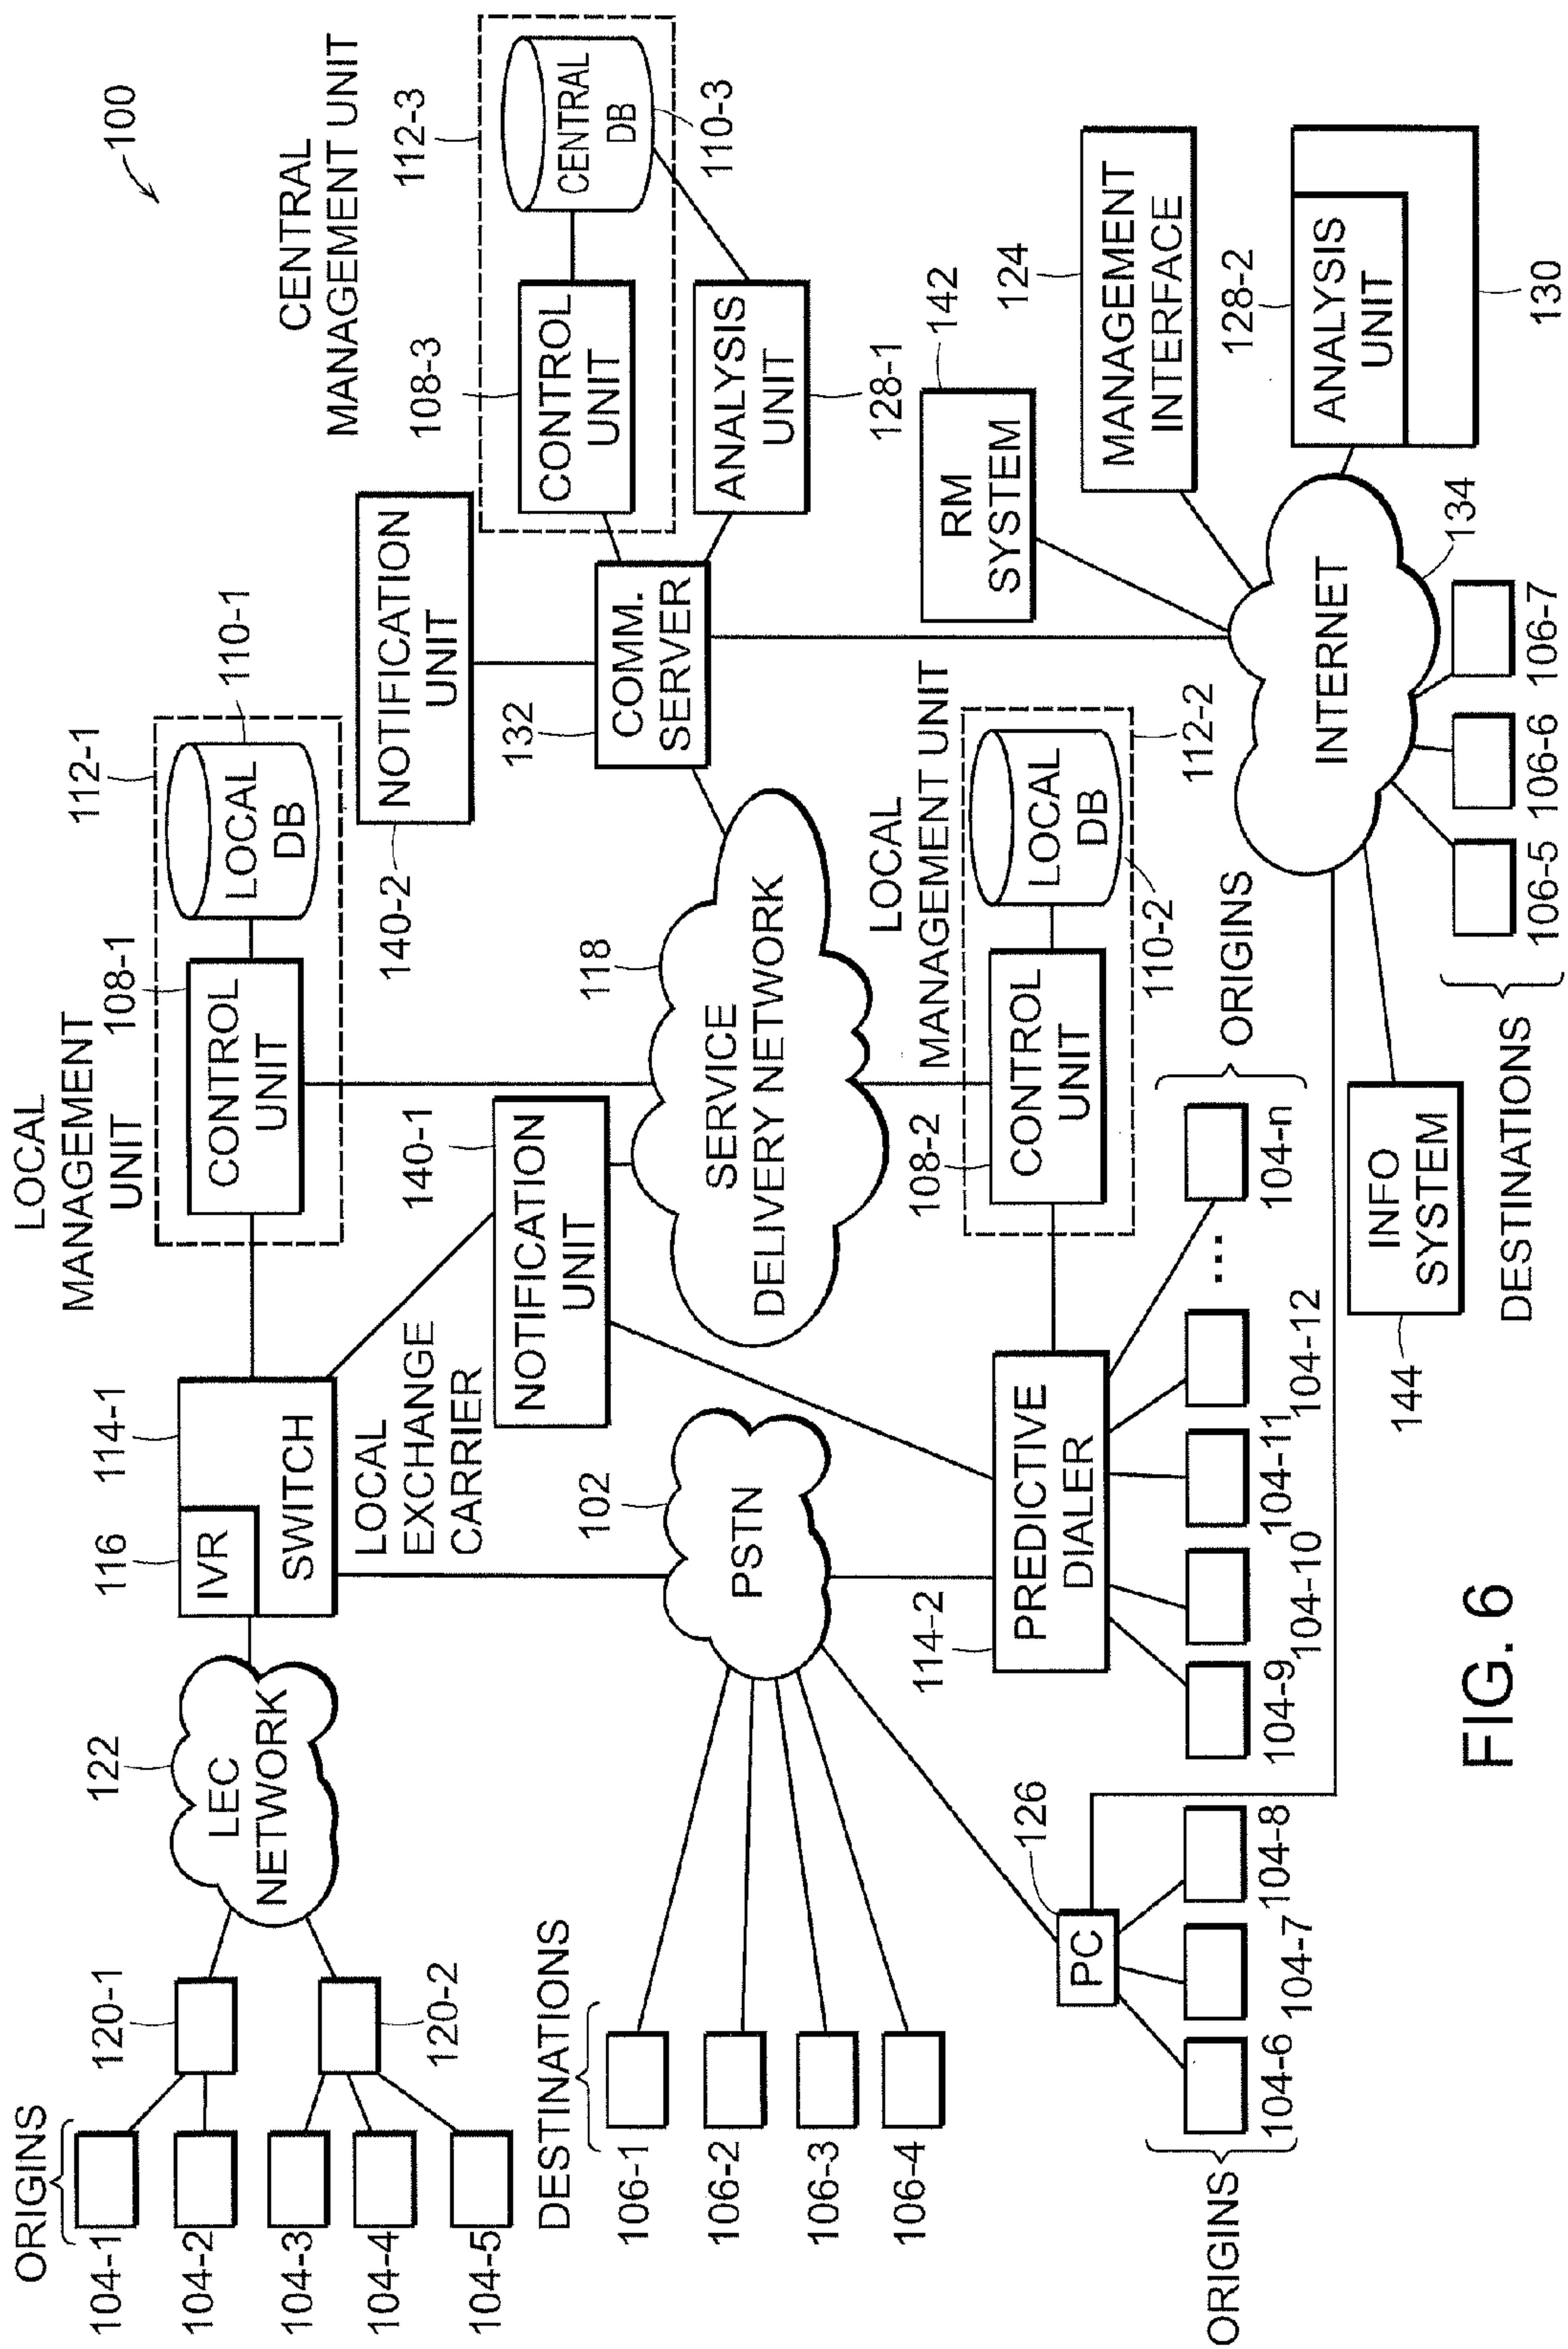 100
ORIGINS
104-1
104-2
104-3
104-4
104-5
120-1
120-2
122
LEC
NETWORK
116
IVR
114-1
SWITCH
LOCAL
EXCHANGE
CARRIER
LOCAL
MANAGEMENT
UNIT
108-1
CONTROL
UNIT
112-1
110-1
LOCAL
DB
140-2
NOTIFICATION
UNIT
CENTRAL
MANAGEMENT UNIT
112-3
108-3
CONTROL
UNIT
CENTRAL
DB
110-3
ANALYSIS
UNIT
128-1
132
COMM.
SERVER
DESTINATIONS
106-1
106-2
106-3
106-4
102
PSTN
140-1
NOTIFICATION
UNIT
118
SERVICE
DELIVERY NETWORK
LOCAL
MANAGEMENT UNIT
108-2
CONTROL
UNIT
LOCAL
DB
110-2
112-2
RM
SYSTEM
142
124
MANAGEMENT
INTERFACE
128-2
ANALYSIS
UNIT
130
114-2
PREDICTIVE
DIALER
126
PC
ORIGINS
104-6
104-7
104-8
104-9
104-10
104-11
104-12
...
104-n
ORIGINS
INTERNET
134
144
INFO
SYSTEM
DESTINATIONS
106-5
106-6
106-7
FIG. 6